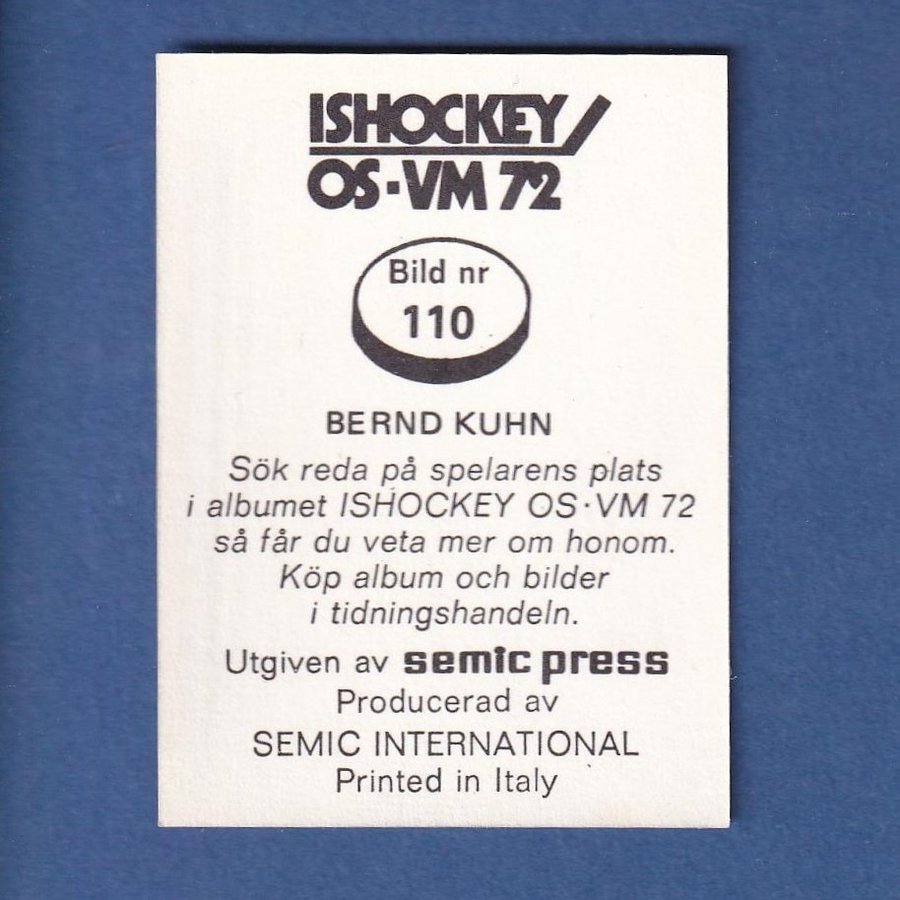 ISHOCKEY
OS·VM 72
Bild nr
110
BERND KUHN
Sök reda på spelarens plats
i albumet ISHOCKEY OS·VM 72
så får du veta mer om honom.
Köp album och bilder
i tidningshandeln.
Utgiven av semic press
Producerad av
SEMIC INTERNATIONAL
Printed in Italy